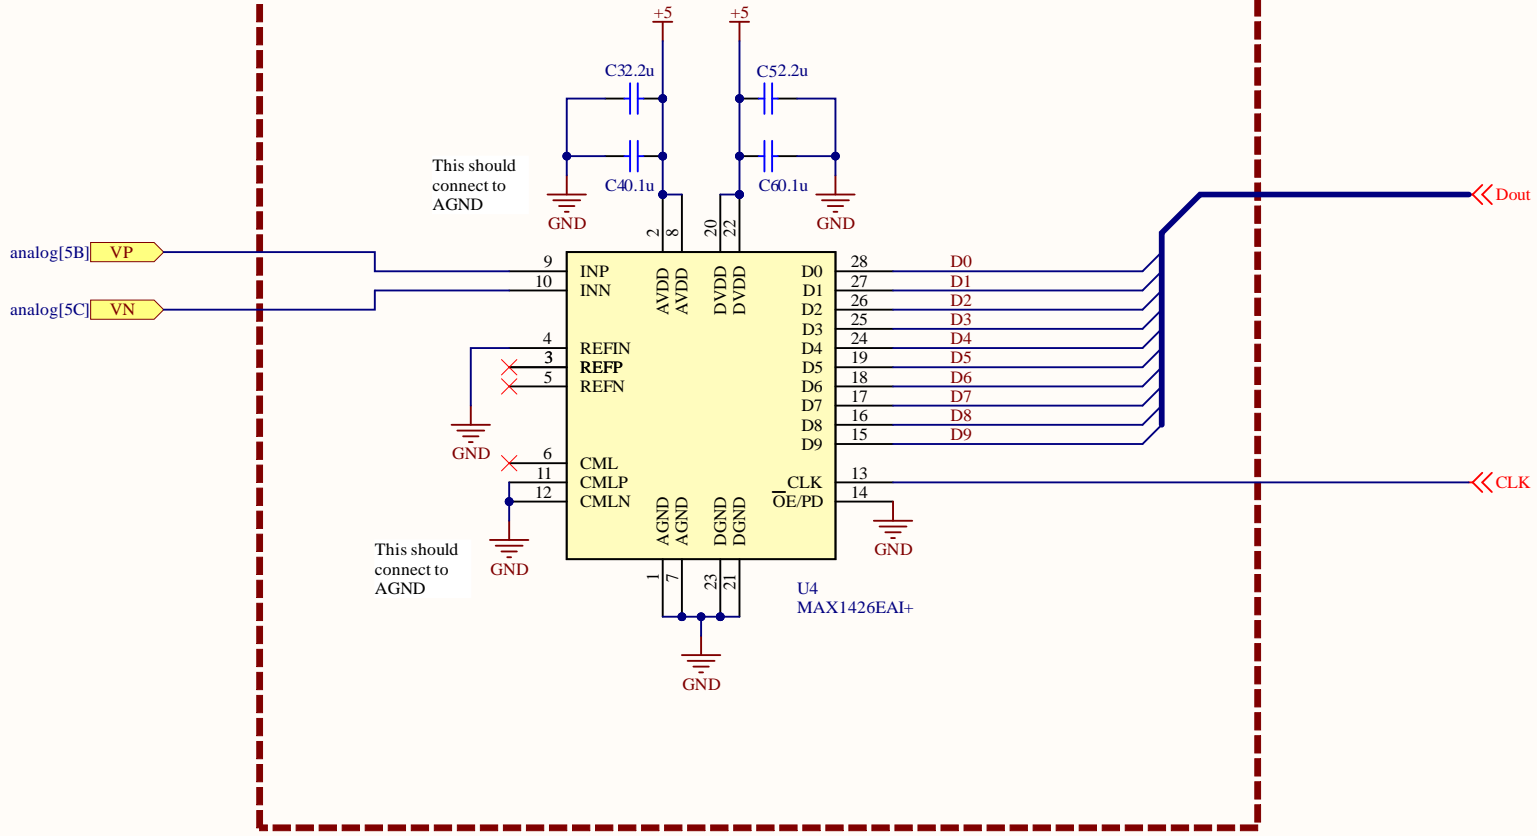 +5
+5
C32.2u
C52.2u
This should
connect to
AGND
C40.1u
C60.1u
GND
GND
Dout
2
8
20
22
analog[5B]
VP
analog[5C]
VN
9
INP
10
INN
4
REFIN
3
REFP
5
REFN
6
CML
11
CMLP
12
CMLN
AVDD
AVDD
DVDD
DVDD
D0
28
D0
D1
27
D1
D2
26
D2
D3
25
D3
D4
24
D4
D5
19
D5
D6
18
D6
D7
17
D7
D8
16
D8
D9
15
D9
CLK
13
CLK
OE/PD
14
GND
GND
GND
This should
connect to
AGND
AGND
AGND
DGND
DGND
1
7
23
21
U4
MAX1426EAI+
GND